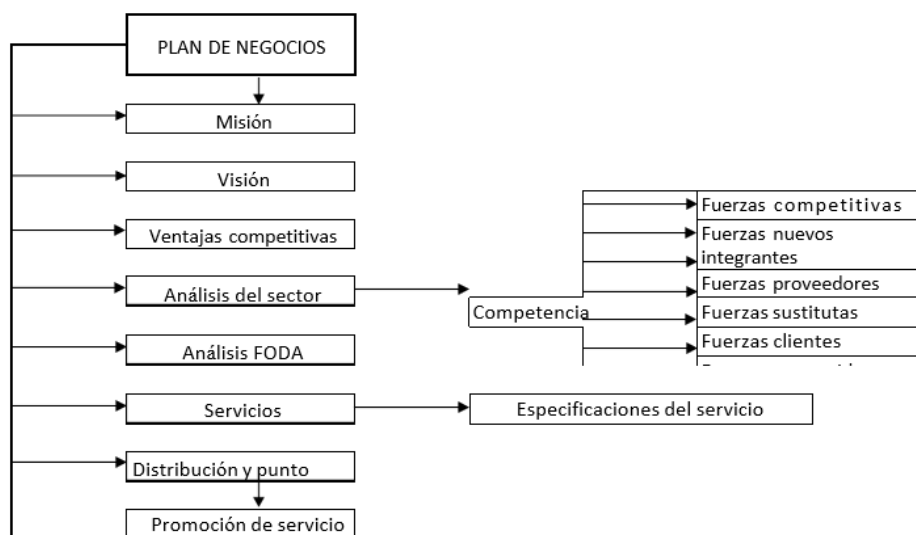 PLAN DE NEGOCIOS
Misión
Visión
Ventajas competitivas
Análisis del sector
Competencia
Fuerzas competitivas
Fuerzas nuevos
integrantes
Fuerzas proveedores
Fuerzas sustitutas
Fuerzas clientes
Análisis FODA
Servicios
Especificaciones del servicio
Distribución y punto
Promoción de servicio